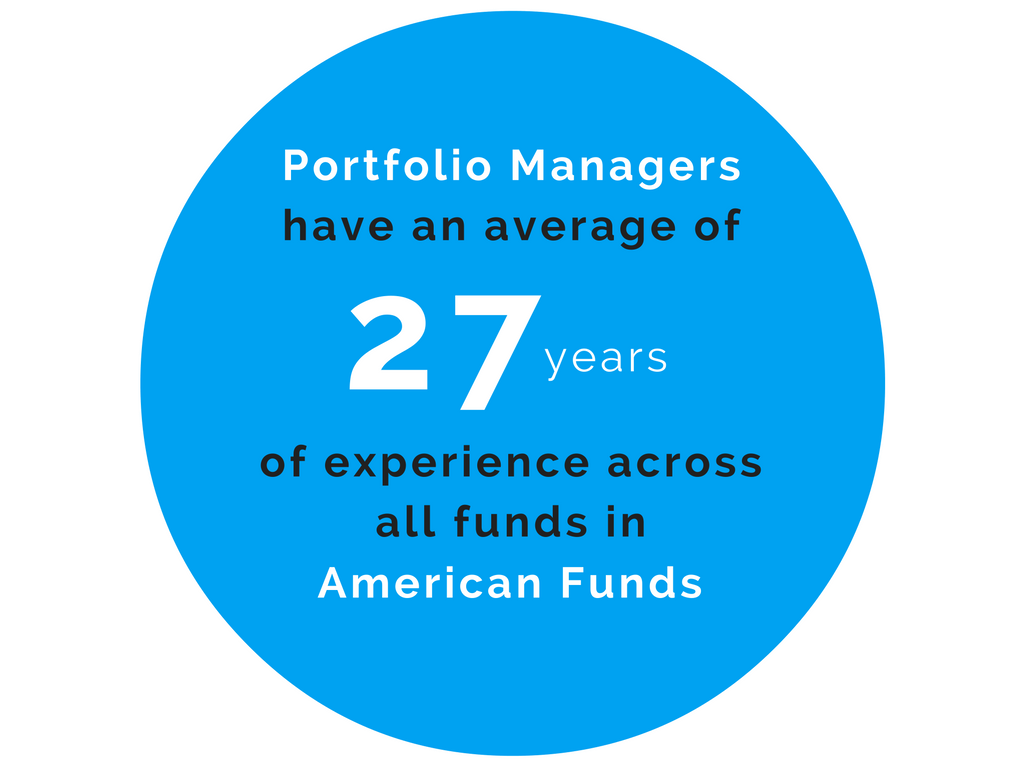 Portfolio Managers
have an average of
27 years
of experience across
all funds in
American Funds